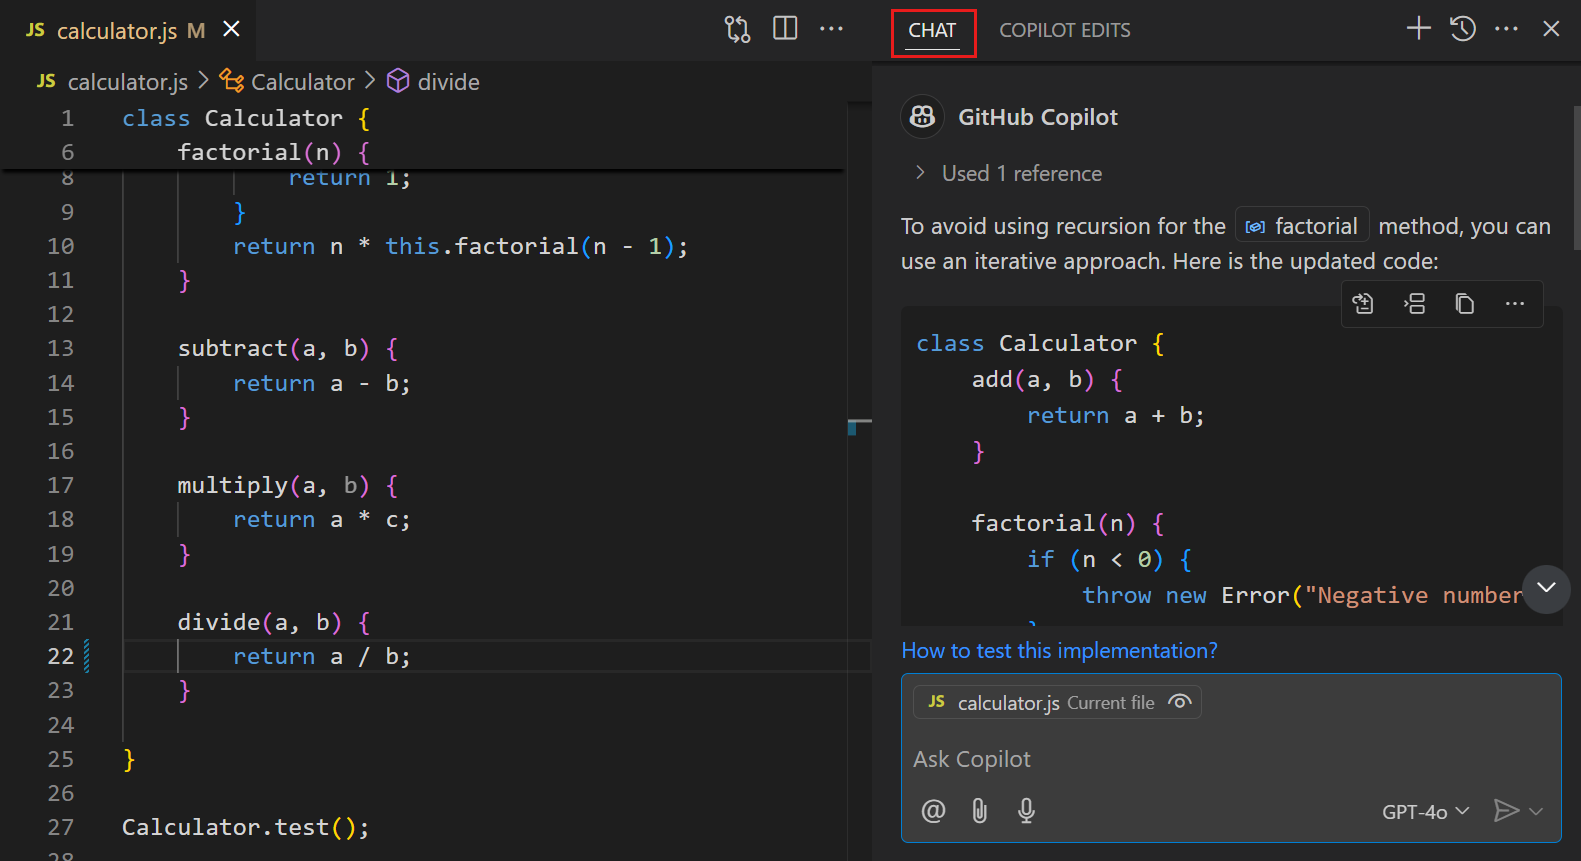 JS calculator.js M
JS calculator.js > Calculator > divide
1 class Calculator {
6 factorial(n) {
8 return 1;
9 }
10 return n * this.factorial(n - 1);
11 }
12
13 subtract(a, b) {
14 return a - b;
15 }
16
17 multiply(a, b) {
18 return a * c;
19 }
20
21 divide(a, b) {
22 return a / b;
23 }
24
25 }
26
27 Calculator.test();
28
CHAT COPILOT EDITS
GitHub Copilot
> Used 1 reference
To avoid using recursion for the factorial method, you can
use an iterative approach. Here is the updated code:
class Calculator {
add(a, b) {
return a + b;
}
factorial(n) {
if (n < 0) {
throw new Error("Negative number
}
How to test this implementation?
JS calculator.js Current file
Ask Copilot
@ GPT-4o